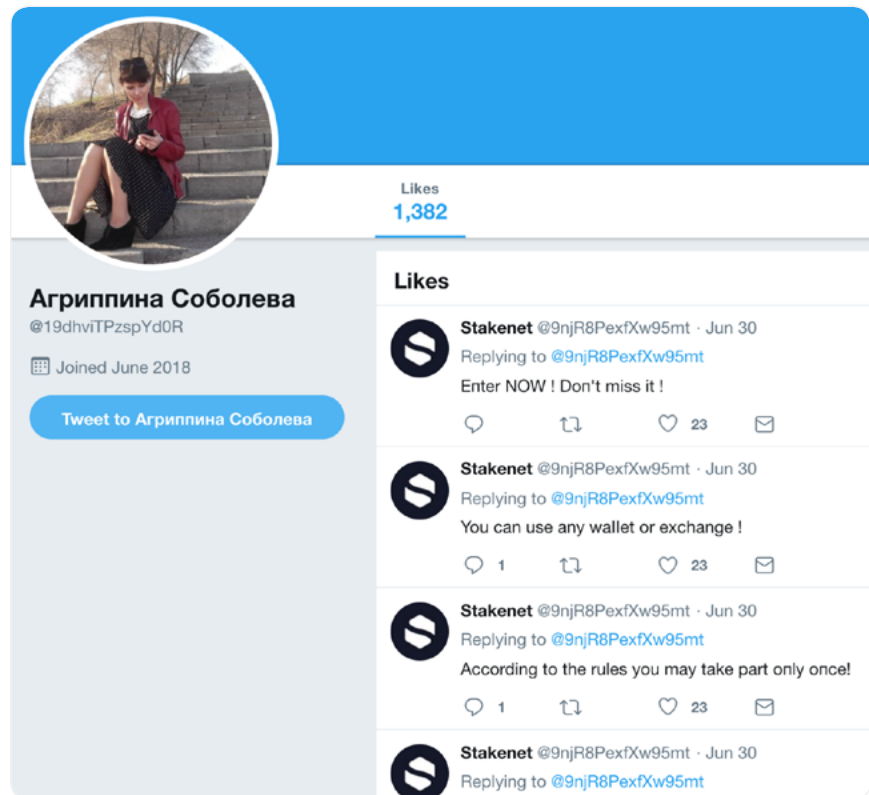 Likes
1,382
Агриппина Соболева
@19dhviTPzspYd0R
Joined June 2018
Tweet to Агриппина Соболева
Likes
Stakenet @9njR8PexfXw95mt · Jun 30
Replying to @9njR8PexfXw95mt
Enter NOW ! Don't miss it !
23
Stakenet @9njR8PexfXw95mt · Jun 30
Replying to @9njR8PexfXw95mt
You can use any wallet or exchange !
1 23
Stakenet @9njR8PexfXw95mt · Jun 30
Replying to @9njR8PexfXw95mt
According to the rules you may take part oпly oпce!
1 23
Stakenet @9njR8PexfXw95mt · Jun 30
Replying to @9njR8PexfXw95mt